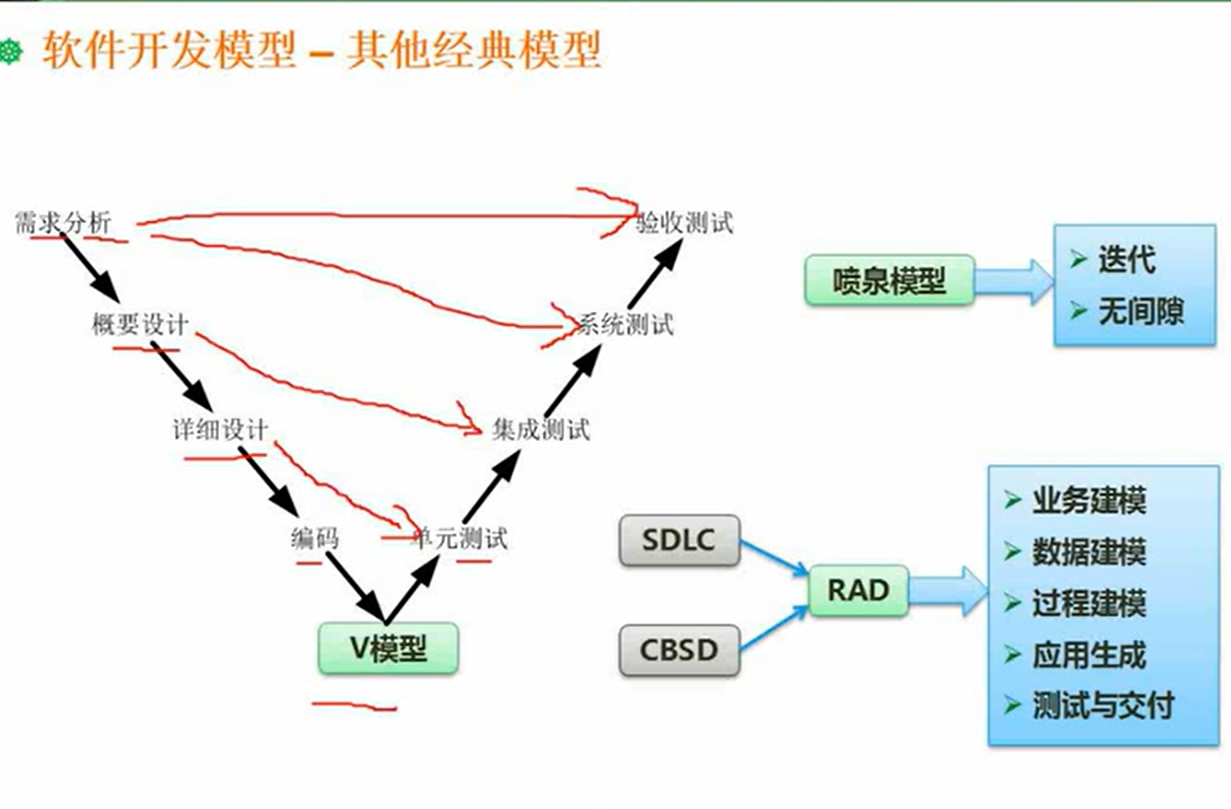 软件开发模型 – 其他经典模型
需求分析
验收测试
概要设计
系统测试
详细设计
集成测试
编码
单元测试
V模型
喷泉模型
迭代
无间隙
SDLC
CBSD
RAD
业务建模
数据建模
过程建模
应用生成
测试与交付